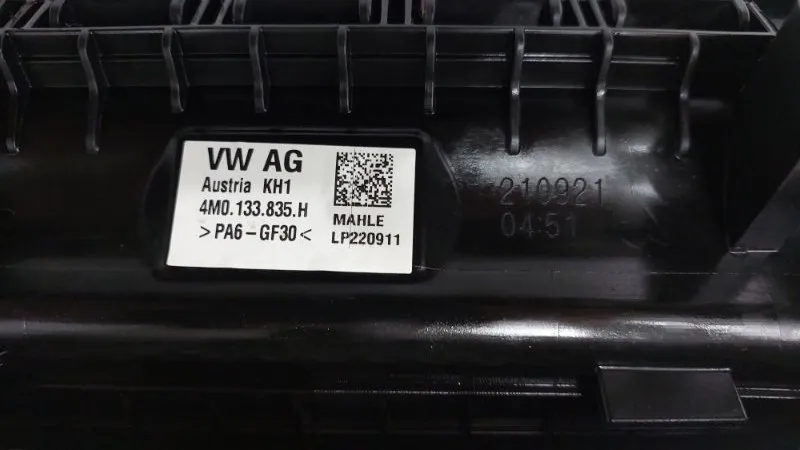 VW AG
Austria KH1
4M0.133.835.H
>PA6-GF30<
MAHLE
LP220911
210921
04:51